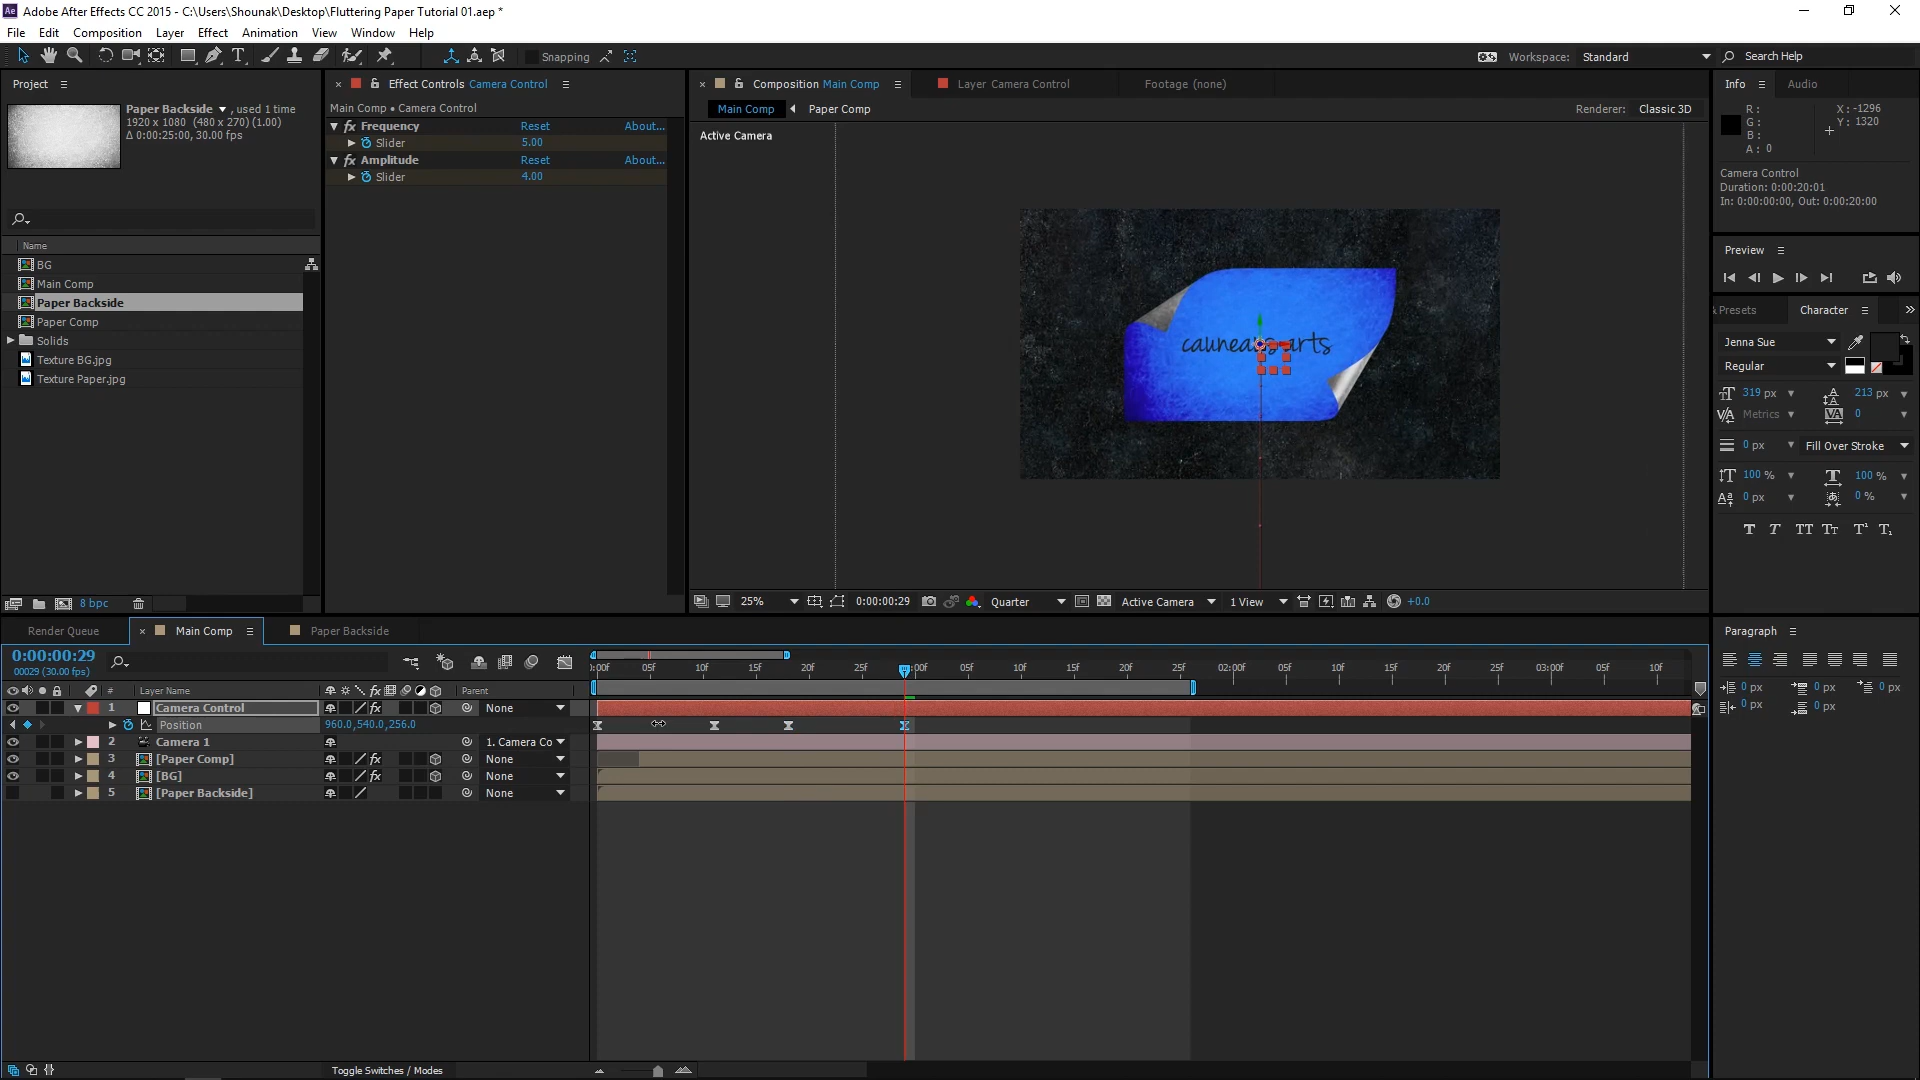 Adobe After Effects CC 2015 - C:\Users\Shounak\Desktop\Fluttering Paper Tutorial 01.aep *
File Edit Composition Layer Effect Animation View Window Help
Snapping
Workspace: Standard
Search Help
Project
Paper Backside , used 1 time
1920 x 1080 (480 x 270) (1.00)
Δ 0:00:25:00, 30.00 fps
Name
BG
Main Comp
Paper Backside
Paper Comp
Solids
Texture BG.jpg
Texture Paper.jpg
8 bpc
Effect Controls Camera Control
Main Comp • Camera Control
fx Frequency Reset About...
Slider 5.00
fx Amplitude Reset About...
Slider 4.00
Composition Main Comp
Layer Camera Control
Footage (none)
Main Comp Paper Comp
Renderer: Classic 3D
Active Camera
25% 0:00:00:29 Quarter Active Camera 1 View +0.0
Info Audio
R: X: -1296
G: Y: 1320
B:
A: 0
Camera Control
Duration: 0:00:20:01
In: 0:00:00:00, Out: 0:00:20:00
Preview
Presets Character
Jenna Sue
Regular
319 px 213 px
Metrics 0
0 px Fill Over Stroke
100 % 100 %
0 px 0 %
T T TT Tt T¹ T₁
Paragraph
0 px 0 px 0 px
0 px 0 px
Render Queue Main Comp Paper Backside
0:00:00:29
00029 (30.00 fps)
:00F 05f 10f 15f 20f 25f :00F 05f 10f 15f 20f 25f 02:00F 05f 10f 15f 20f 25f 03:00F 05f 10f
# Layer Name Parent
1 Camera Control None
Position 960.0,540.0,256.0
2 Camera 1 1. Camera Co
3 [Paper Comp] None
4 [BG] None
5 [Paper Backside] None
Toggle Switches / Modes